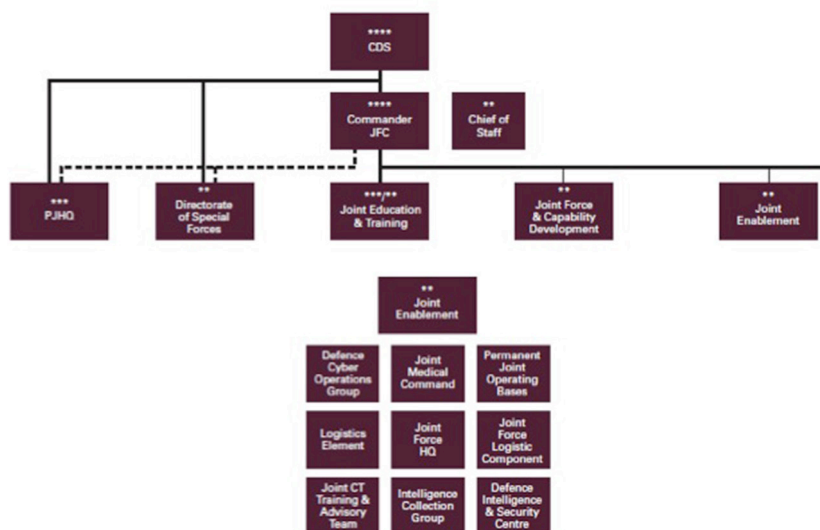 ****
CDS
****
Commander
JFC
**
Chief of
Staff
***
PJHQ
**
Directorate
of Special
Forces
***/**
Joint Education
& Training
**
Joint Force
& Capability
Development
**
Joint
Enablement
**
Joint
Enablement
Defence
Cyber
Operations
Group
Joint
Medical
Command
Permanent
Joint
Operating
Bases
Logistics
Element
Joint
Force
HQ
Joint
Force
Logistic
Component
Joint CT
Training &
Advisory
Team
Intelligence
Collection
Group
Defence
Intelligence
& Security
Centre